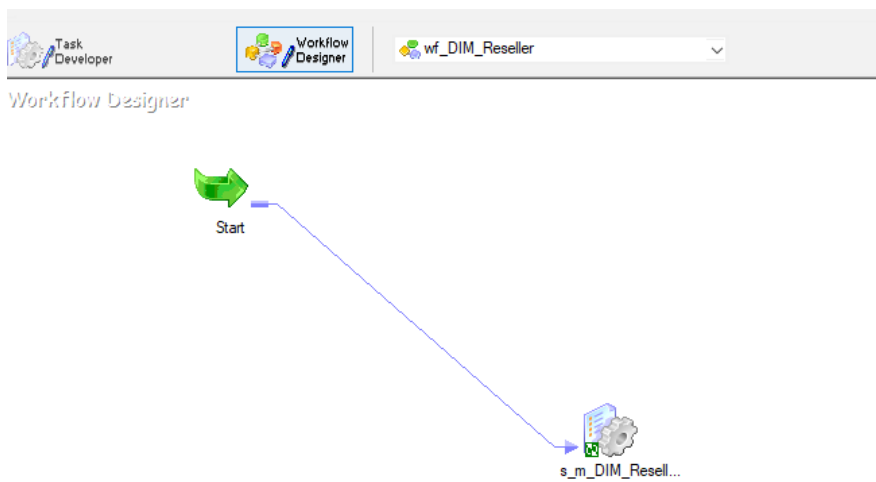 Task
Developer
Workflow
Designer
wf_DIM_Reseller
Workflow Designer
Start
s_m_DIM_Resell...